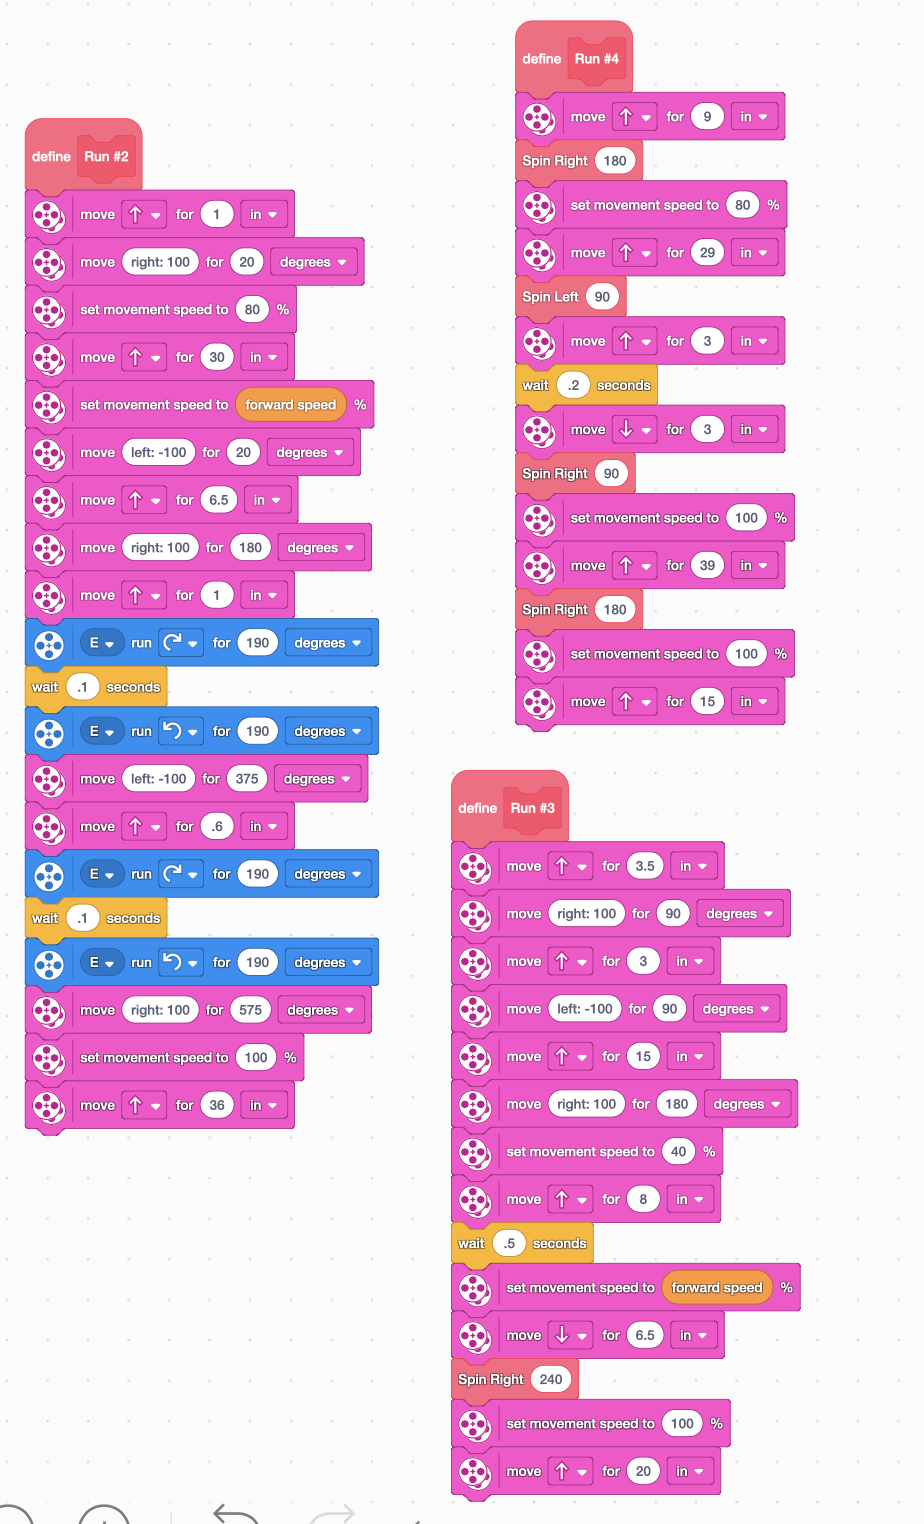 define Run #2
move for 1 in
move right: 100 for 20 degrees
set movement speed to 80 %
move for 30 in
set movement speed to forward speed %
move left: -100 for 20 degrees
move for 6.5 in
move right: 100 for 180 degrees
move for 1 in
E run for 190 degrees
wait .1 seconds
E run for 190 degrees
move left: -100 for 375 degrees
move for .6 in
E run for 190 degrees
wait .1 seconds
E run for 190 degrees
move right: 100 for 575 degrees
set movement speed to 100 %
move for 36 in
define Run #4
move for 9 in
Spin Right 180
set movement speed to 80 %
move for 29 in
Spin Left 90
move for 3 in
wait .2 seconds
move for 3 in
Spin Right 90
set movement speed to 100 %
move for 39 in
Spin Right 180
set movement speed to 100 %
move for 15 in
define Run #3
move for 3.5 in
move right: 100 for 90 degrees
move for 3 in
move left: -100 for 90 degrees
move for 15 in
move right: 100 for 180 degrees
set movement speed to 40 %
move for 8 in
wait .5 seconds
set movement speed to forward speed %
move for 6.5 in
Spin Right 240
set movement speed to 100 %
move for 20 in